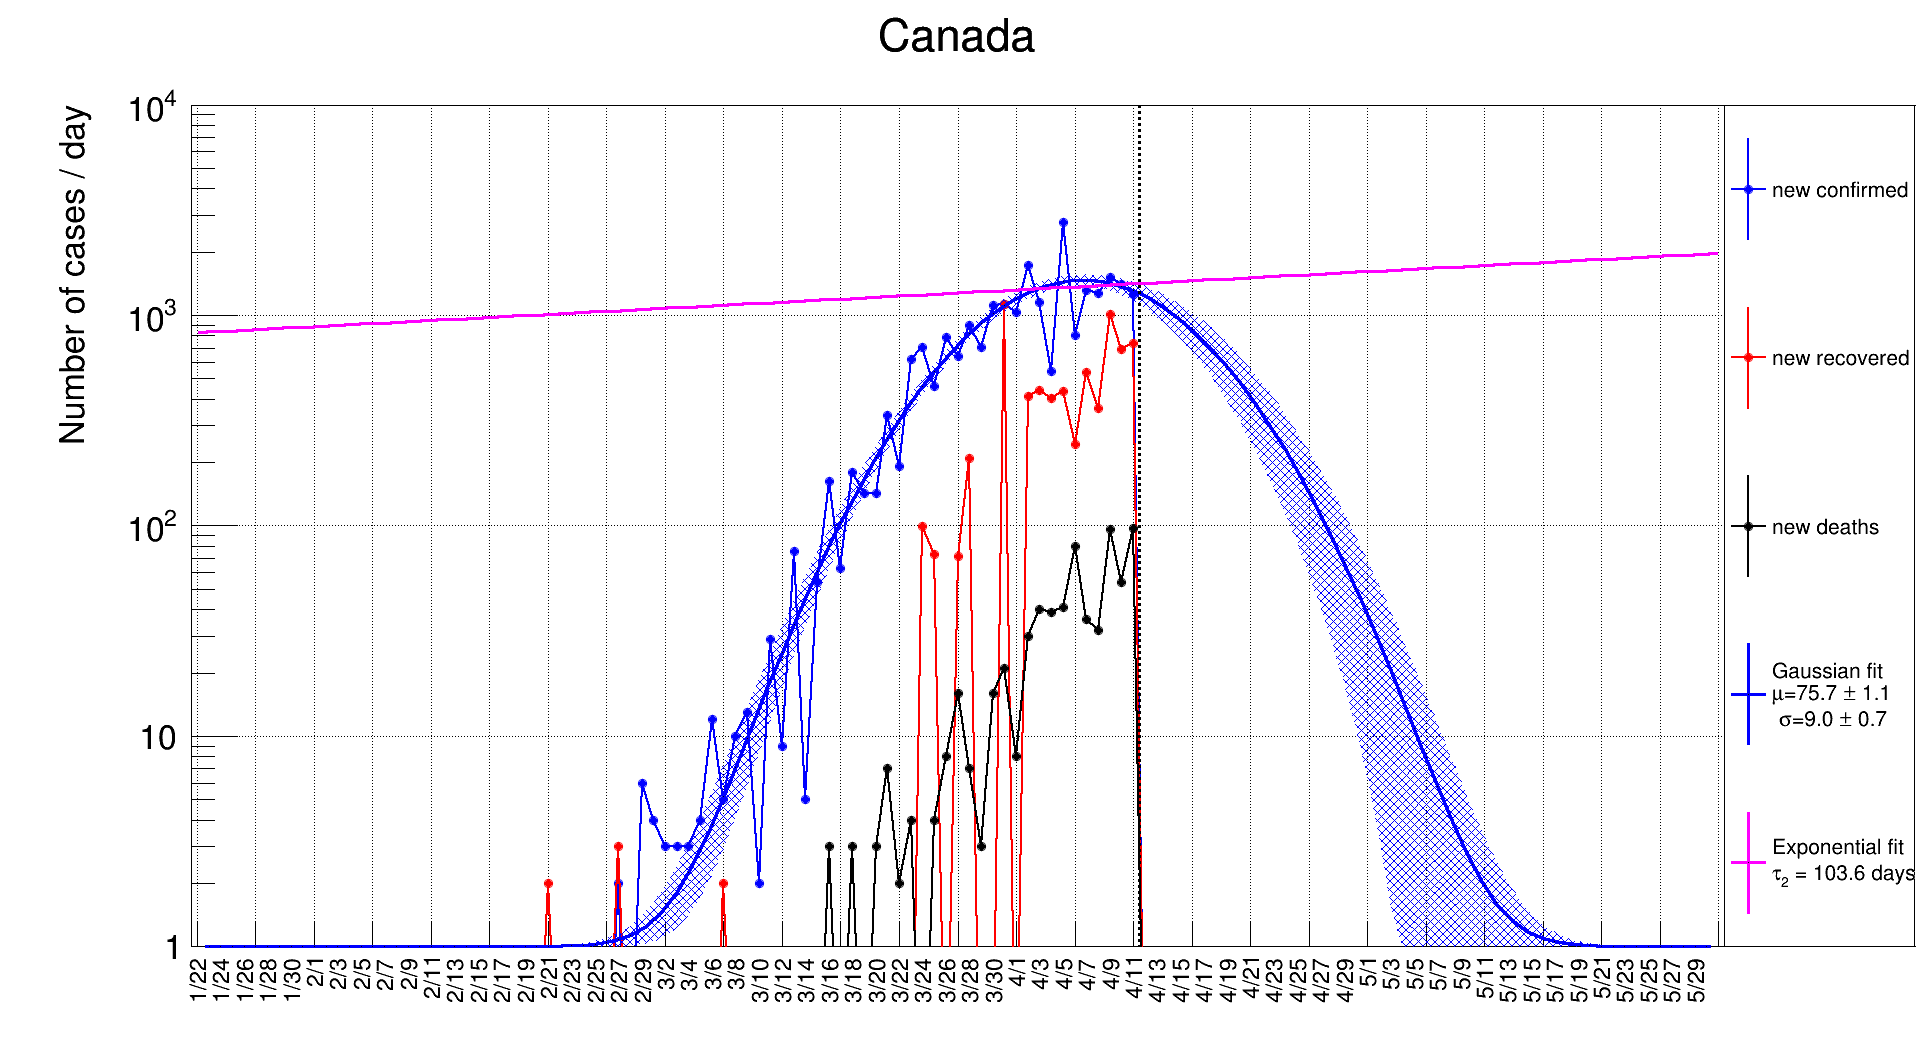 Canada
Number of cases / day
10^4
10^3
10^2
10
1
1/22 1/24 1/26 1/28 1/30 2/1 2/3 2/5 2/7 2/9 2/11 2/13 2/15 2/17 2/19 2/21 2/23 2/25 2/27 2/29 3/2 3/4 3/6 3/8 3/10 3/12 3/14 3/16 3/18 3/20 3/22 3/24 3/26 3/28 3/30 4/1 4/3 4/5 4/7 4/9 4/11 4/13 4/15 4/17 4/19 4/21 4/23 4/25 4/27 4/29 5/1 5/3 5/5 5/7 5/9 5/11 5/13 5/15 5/17 5/19 5/21 5/23 5/25 5/27 5/29
new confirmed
new recovered
new deaths
Gaussian fit
μ=75.7 ± 1.1
σ=9.0 ± 0.7
Exponential fit
τ₂ = 103.6 days